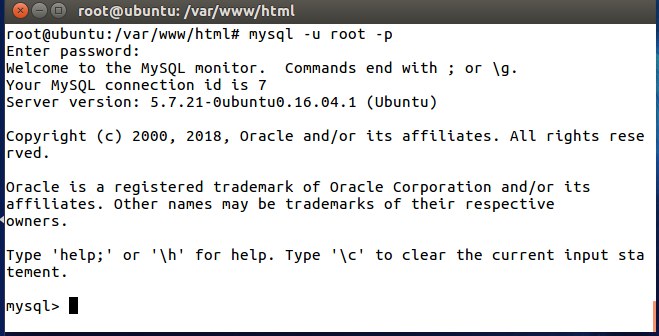 root@ubuntu: /var/www/html
root@ubuntu:/var/www/html# mysql -u root -p
Enter password:
Welcome to the MySQL monitor.  Commands end with ; or \g.
Your MySQL connection id is 7
Server version: 5.7.21-0ubuntu0.16.04.1 (Ubuntu)
Copyright (c) 2000, 2018, Oracle and/or its affiliates. All rights rese
rved.
Oracle is a registered trademark of Oracle Corporation and/or its
affiliates. Other names may be trademarks of their respective
owners.
Type 'help;' or '\h' for help. Type '\c' to clear the current input sta
tement.
mysql>